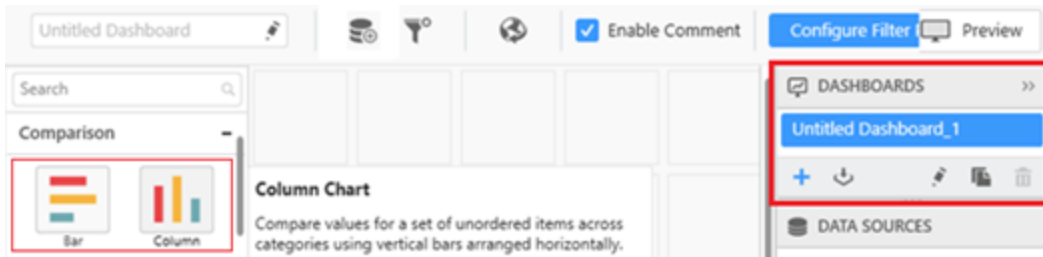 Untitled Dashboard
Enable Comment
Configure Filter
Preview
Search
DASHBOARDS
Comparison
Untitled Dashboard_1
Column Chart
Compare values for a set of unordered items across
categories using vertical bars arranged horizontally.
Bar
Column
DATA SOURCES